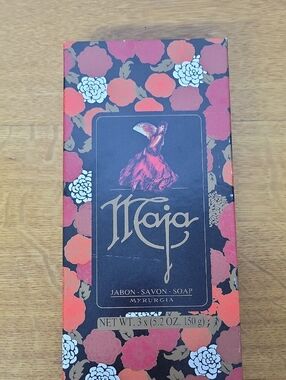 Maja
JABON - SAVON - SOAP
MYRURGIA
NET WT. 3 x (5.2 OZ. 150 g)